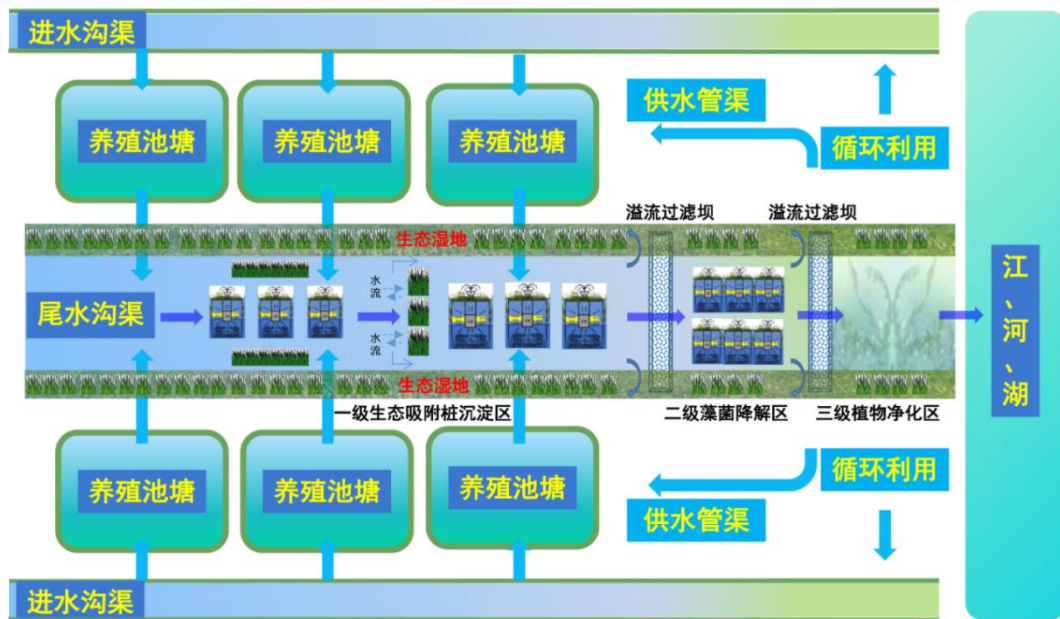 进水沟渠
养殖池塘
养殖池塘
养殖池塘
供水管渠
循环利用
溢流过滤坝
溢流过滤坝
生态湿地
水流
尾水沟渠
水流
生态湿地
一级生态吸附桩沉淀区
二级藻菌降解区
三级植物净化区
江、河、湖
养殖池塘
养殖池塘
养殖池塘
循环利用
供水管渠
进水沟渠